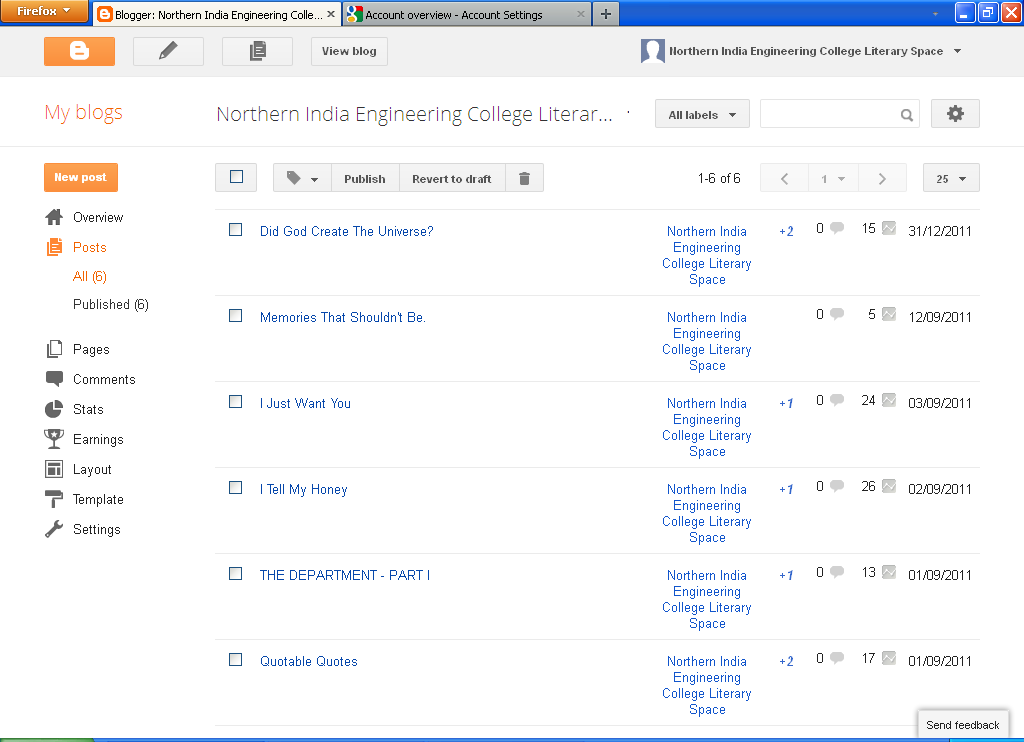 Firefox
Blogger: Northern India Engineering Colle...
Account overview - Account Settings
View blog
Northern India Engineering College Literary Space
My blogs
Northern India Engineering College Literar... ·
All labels
New post
Publish
Revert to draft
1-6 of 6
1
25
Overview
Posts
All (6)
Published (6)
Pages
Comments
Stats
Earnings
Layout
Template
Settings
Did God Create The Universe?
Northern India
Engineering
College Literary
Space
+2
0
15
31/12/2011
Memories That Shouldn't Be.
Northern India
Engineering
College Literary
Space
0
5
12/09/2011
I Just Want You
Northern India
Engineering
College Literary
Space
+1
0
24
03/09/2011
I Tell My Honey
Northern India
Engineering
College Literary
Space
+1
0
26
02/09/2011
THE DEPARTMENT - PART I
Northern India
Engineering
College Literary
Space
+1
0
13
01/09/2011
Quotable Quotes
Northern India
Engineering
College Literary
Space
+2
0
17
01/09/2011
Send feedback